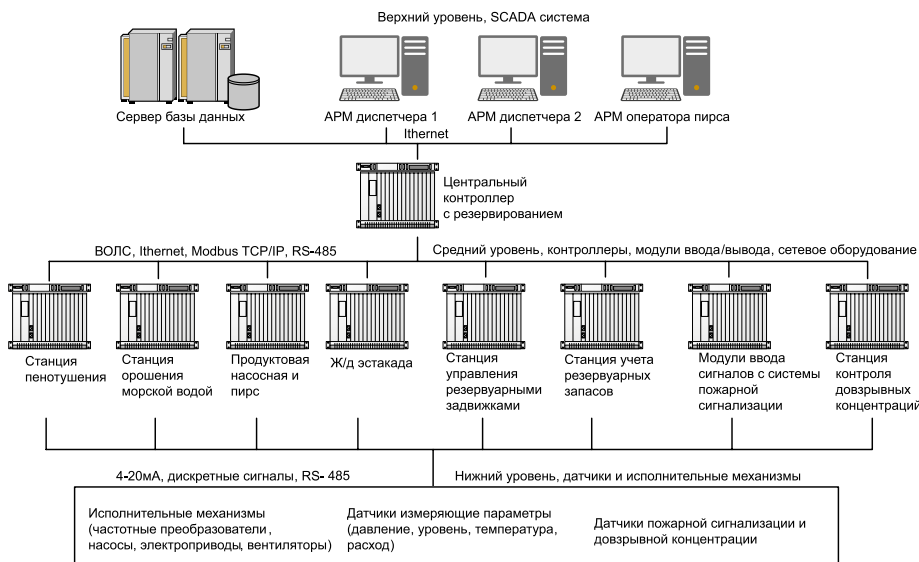 Верхний уровень, SCADA система
Сервер базы данных
АРМ диспетчера 1
АРМ диспетчера 2
АРМ оператора пирса
Ithernet
Центральный
контроллер
с резервированием
ВОЛС, Ithernet, Modbus TCP/IP, RS-485
Средний уровень, контроллеры, модули ввода/вывода, сетевое оборудование
Станция
пенотушения
Станция
орошения
морской водой
Продуктовая
насосная и
пирс
Ж/д эстакада
Станция
управления
резервуарными
задвижками
Станция учета
резервуарных
запасов
Модули ввода
сигналов с системы
пожарной
сигнализации
Станция
контроля
довзрывных
концентраций
4-20мА, дискретные сигналы, RS- 485
Нижний уровень, датчики и исполнительные механизмы
Исполнительные механизмы
(частотные преобразователи,
насосы, электроприводы, вентиляторы)
Датчики измеряющие параметры
(давление, уровень, температура,
расход)
Датчики пожарной сигнализации и
довзрывной концентрации